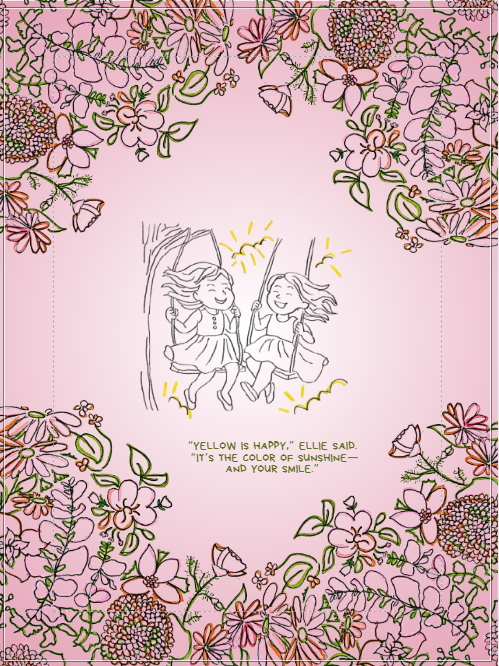 "YELLOW IS HAPPY," ELLIE SAID.
"IT'S THE COLOR OF SUNSHINE—
AND YOUR SMILE."